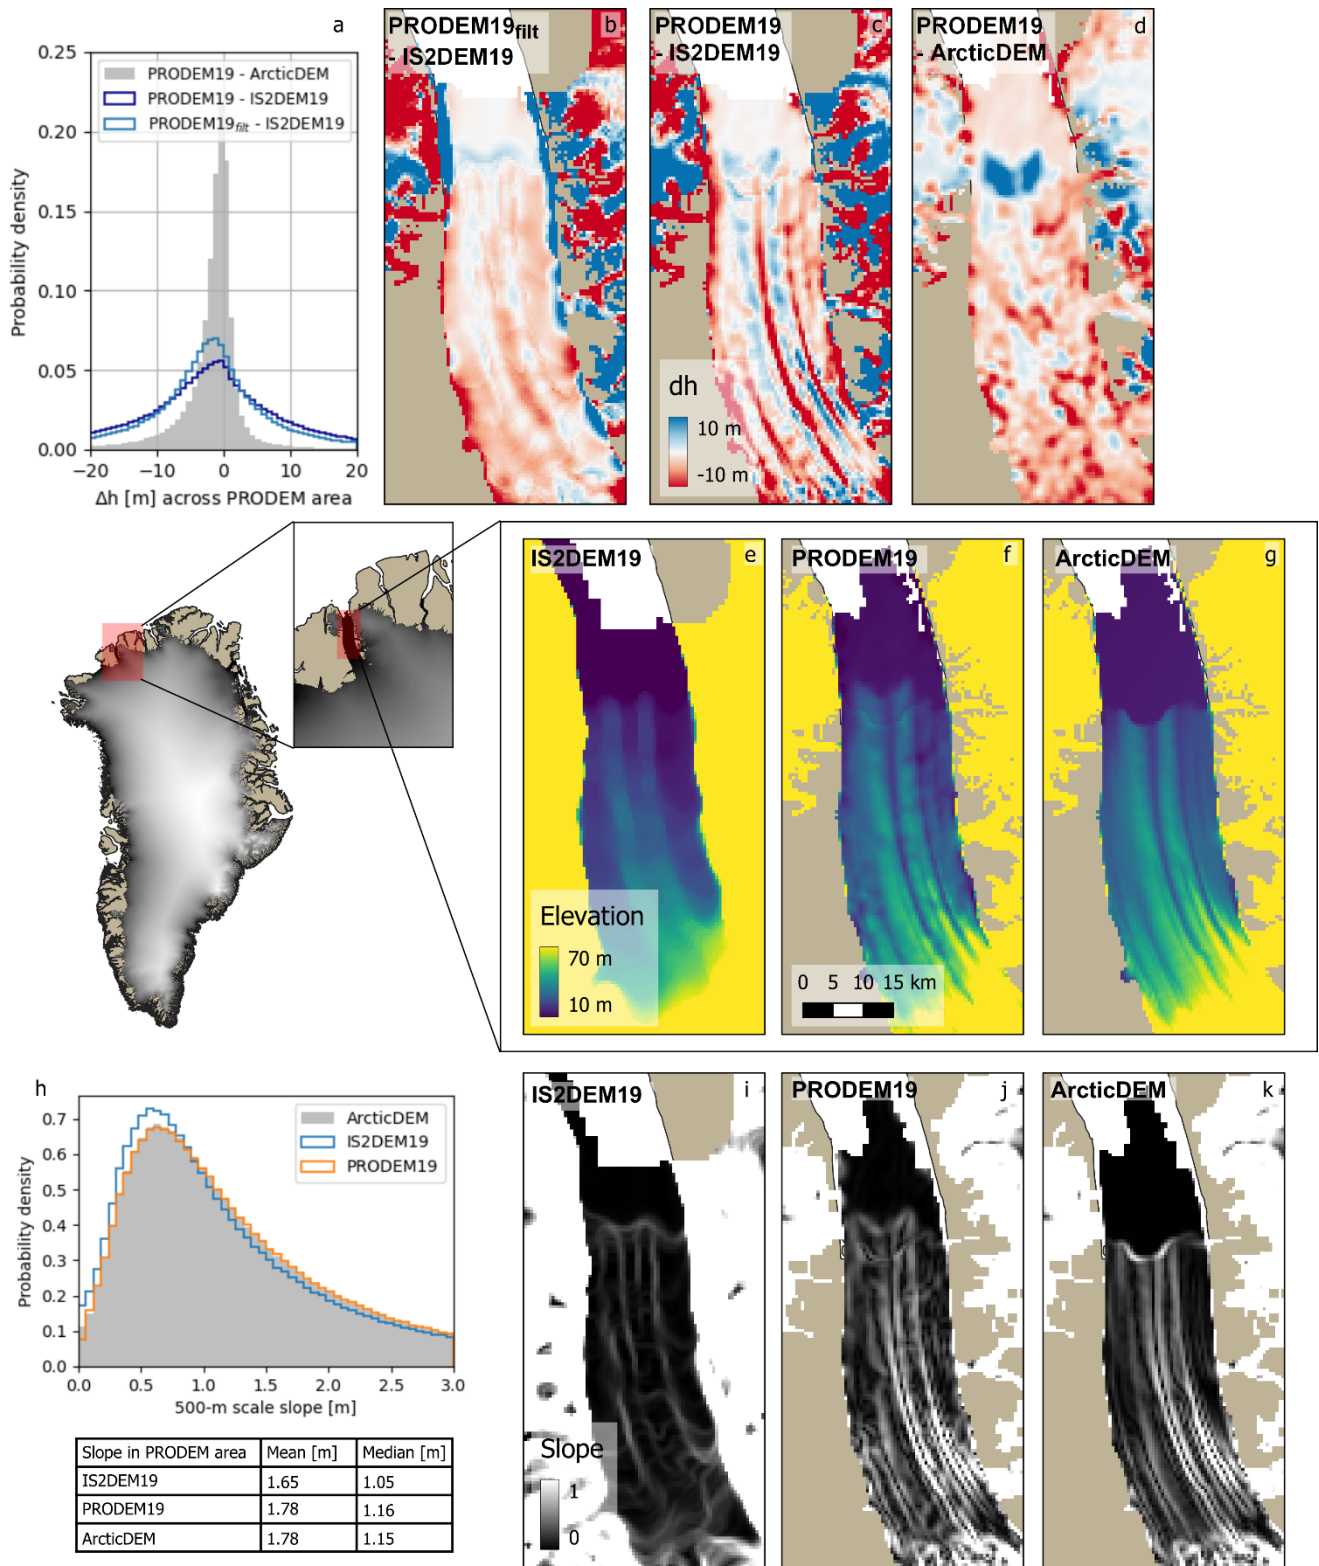 a
0.25
0.20
0.15
0.10
0.05
0.00
Probability density
PRODEM19 - ArcticDEM
PRODEM19 - IS2DEM19
PRODEM19filt - IS2DEM19
−20 −10 0 10 20
Δh [m] across PRODEM area
PRODEM19filt
- IS2DEM19
b
PRODEM19
- IS2DEM19
c
dh
10 m
-10 m
PRODEM19
- ArcticDEM
d
IS2DEM19
e
Elevation
70 m
10 m
PRODEM19
f
0 5 10 15 km
ArcticDEM
g
h
0.7
0.6
0.5
0.4
0.3
0.2
0.1
0.0
Probability density
ArcticDEM
IS2DEM19
PRODEM19
0.0 0.5 1.0 1.5 2.0 2.5 3.0
500-m scale slope [m]
Slope in PRODEM area Mean [m] Median [m]
IS2DEM19 1.65 1.05
PRODEM19 1.78 1.16
ArcticDEM 1.78 1.15
IS2DEM19
i
Slope
1
0
PRODEM19
j
ArcticDEM
k